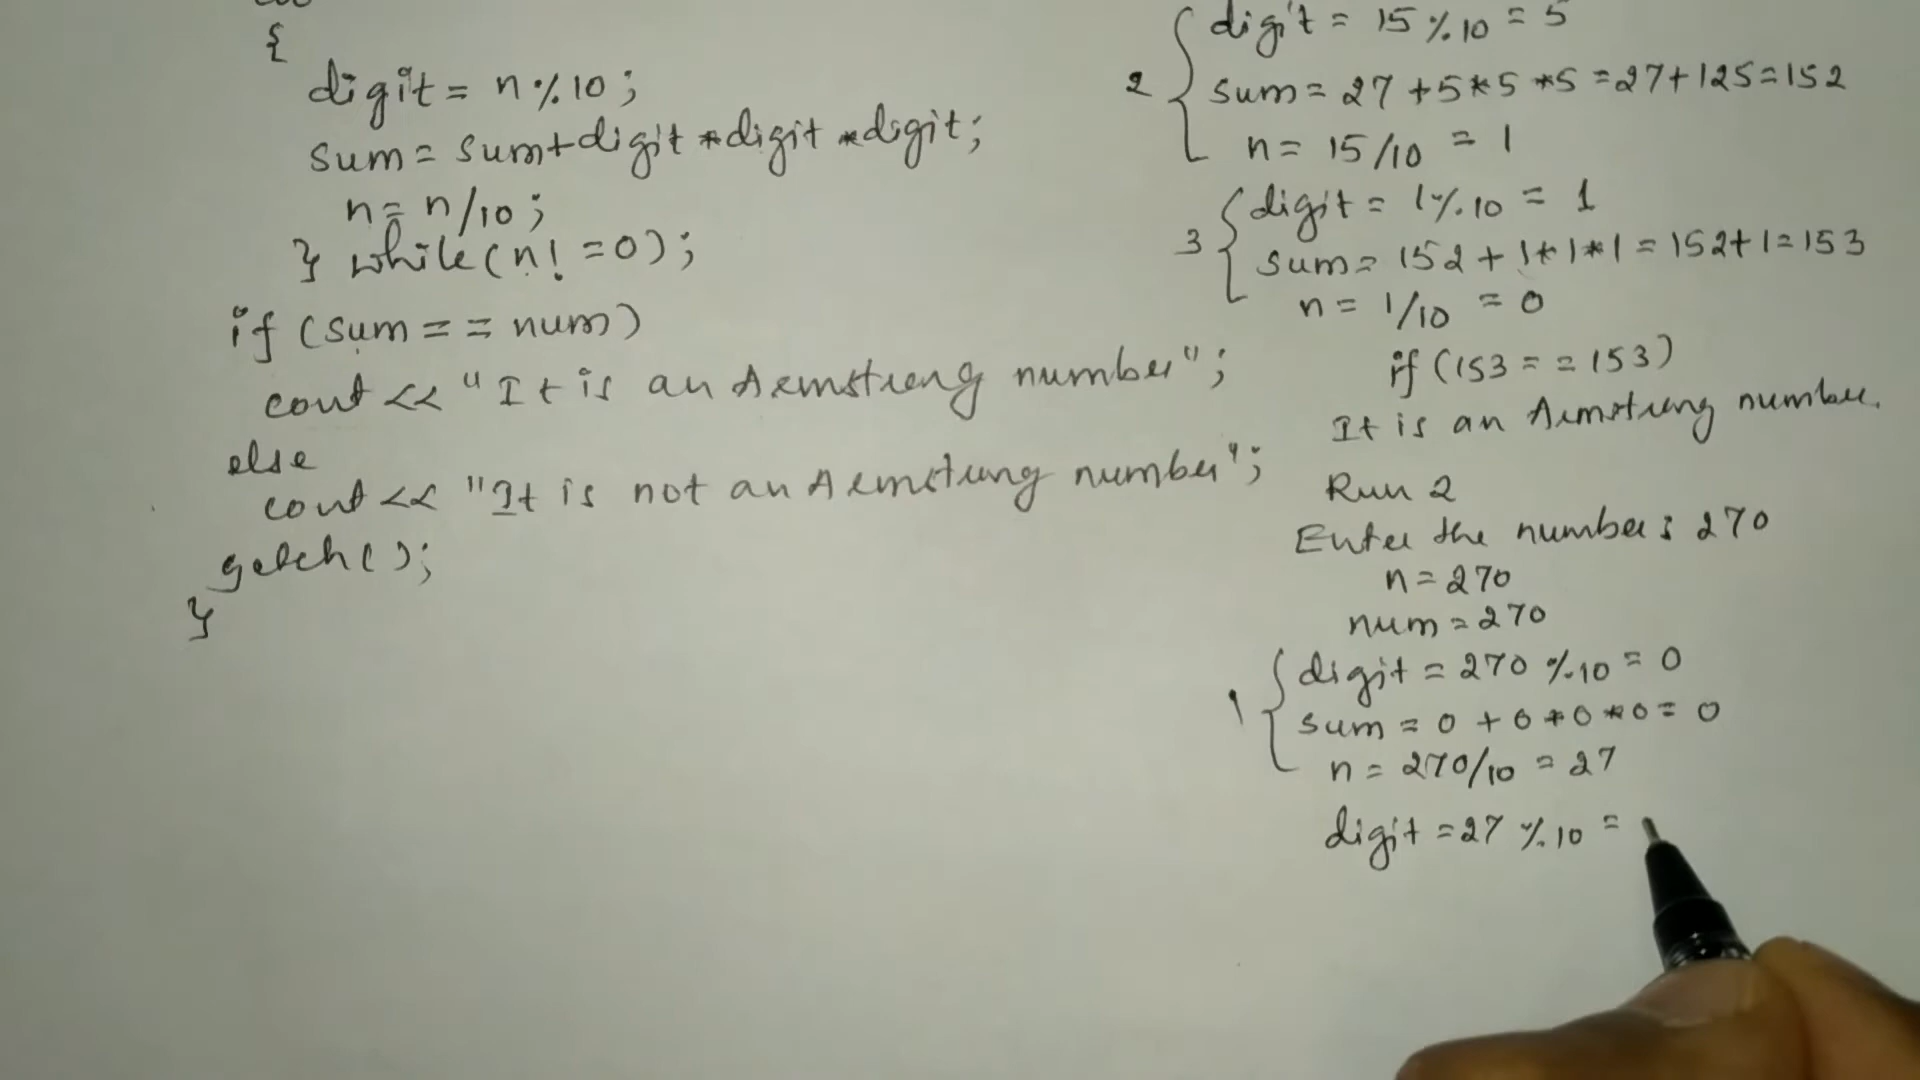 {
digit = n % 10;
sum = sum+digit *digit *digit;
n = n/10;
} while(n! =0);
if (sum = = num)
cout << "It is an Armstrong number";
else
cout << "It is not an Armstrong number";
getch();
}
2 { digit = 15 % 10 = 5
sum = 27 +5*5 *5 =27+125=152
n = 15/10 = 1
3 { digit = 1 % 10 = 1
sum = 152 + 1*1*1 = 152+1=153
n = 1/10 = 0
if (153 = = 153)
It is an Armstrong number.
Run 2
Enter the number: 270
n = 270
num = 270
1 { digit = 270 % 10 = 0
sum = 0 + 0 *0 *0 = 0
n = 270/10 = 27
digit = 27 % 10 =